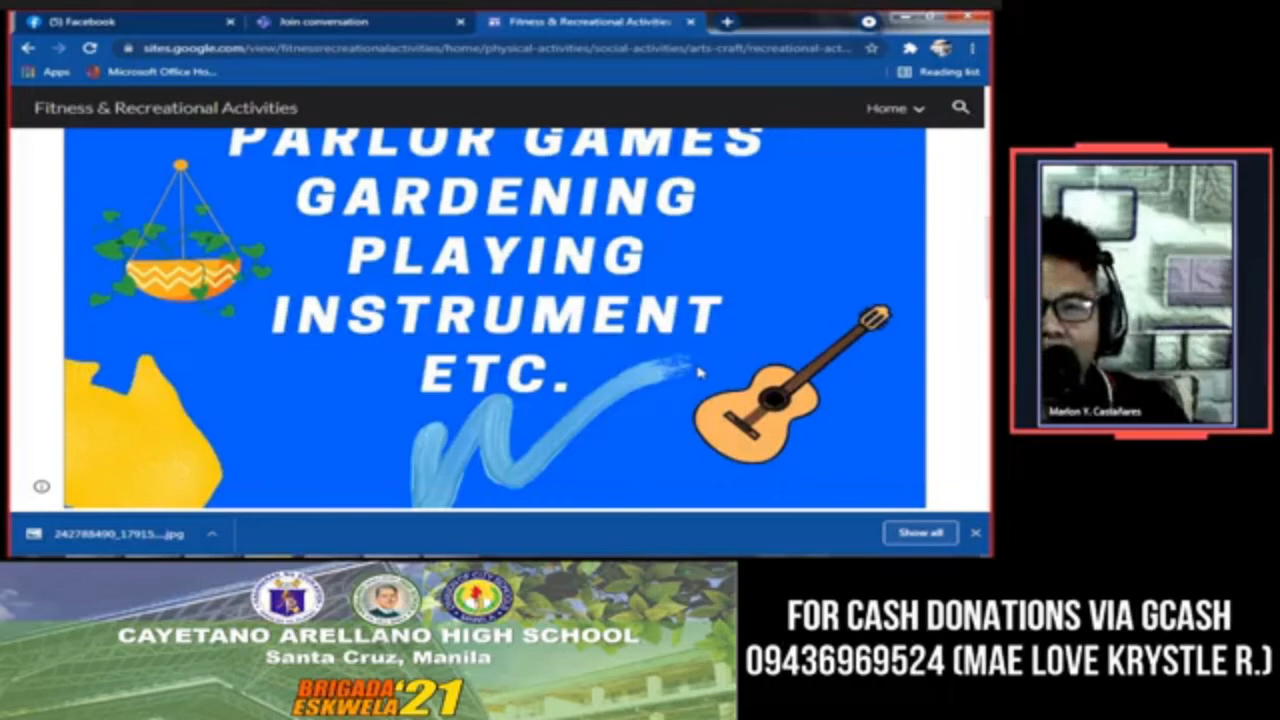 (5) Facebook
Join conversation
Fitness & Recreational Activities
sites.google.com/view/fitnessrecreationalactivities/home/physical-activities/social-activities/arts-craft/recreational-act...
Apps
Microsoft Office Ho...
Reading list
Fitness & Recreational Activities
Home
PARLOR GAMES
GARDENING
PLAYING
INSTRUMENT
ETC.
Marlon Y. Castañares
242788490_17915....jpg
Show all
CAYETANO ARELLANO HIGH SCHOOL
Santa Cruz, Manila
BRIGADA
ESKWELA '21
FOR CASH DONATIONS VIA GCASH
09436969524 (MAE LOVE KRYSTLE R.)